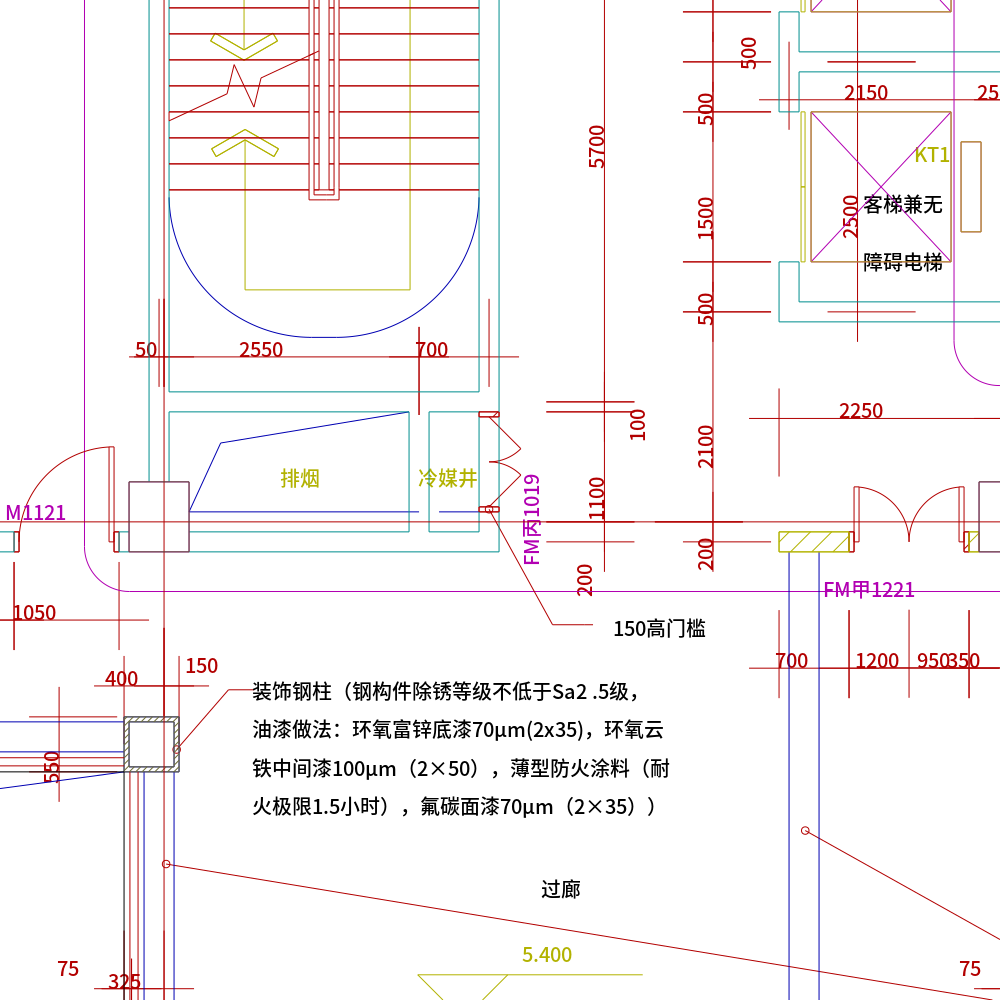 500
2150
25
500
5700
KT1
1500
2500
客梯兼无
障碍电梯
500
50
2550
700
2250
100
2100
排烟
冷媒井
1100
M1121
FM丙1019
200
200
FM甲1221
1050
150高门槛
150
400
700
1200
950
350
装饰钢柱（钢构件除锈等级不低于Sa2 .5级，
油漆做法：环氧富锌底漆70μm(2x35)，环氧云
铁中间漆100μm（2×50），薄型防火涂料（耐
火极限1.5小时），氟碳面漆70μm（2×35））
550
过廊
5.400
75
325
75